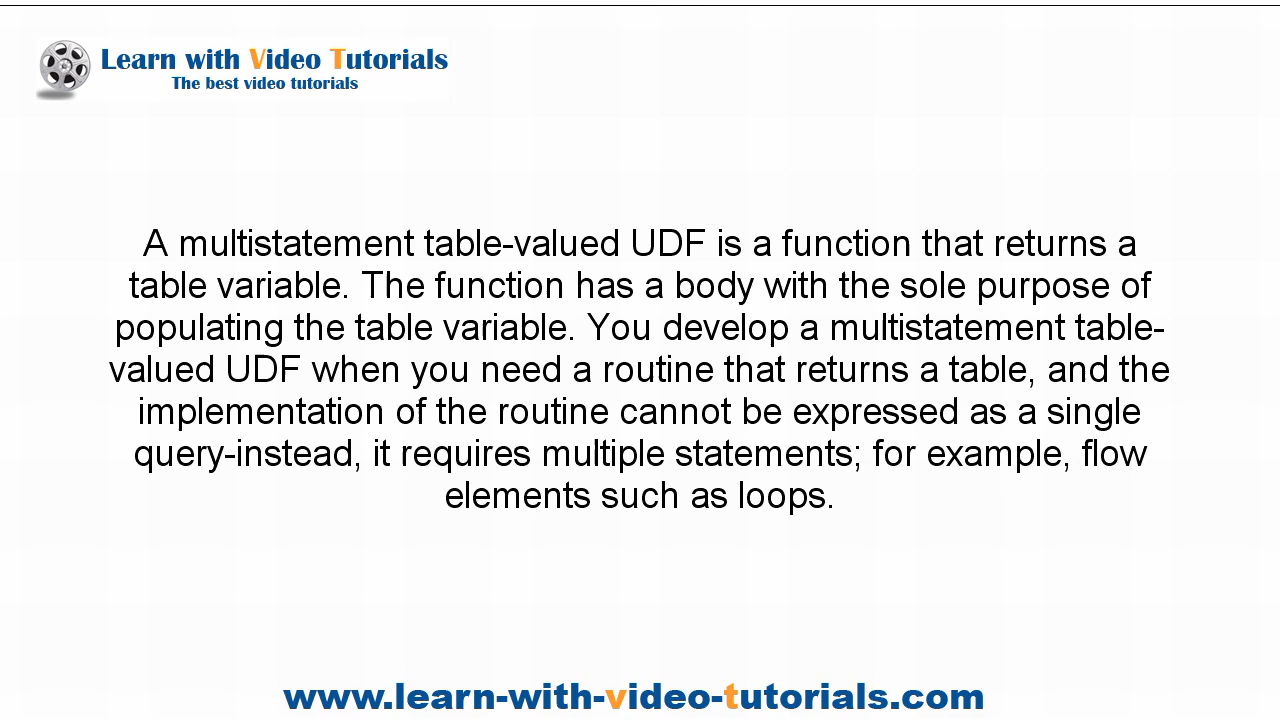 Learn with Video Tutorials
The best video tutorials
A multistatement table-valued UDF is a function that returns a
table variable. The function has a body with the sole purpose of
populating the table variable. You develop a multistatement table-
valued UDF when you need a routine that returns a table, and the
implementation of the routine cannot be expressed as a single
query-instead, it requires multiple statements; for example, flow
elements such as loops.
www.learn-with-video-tutorials.com